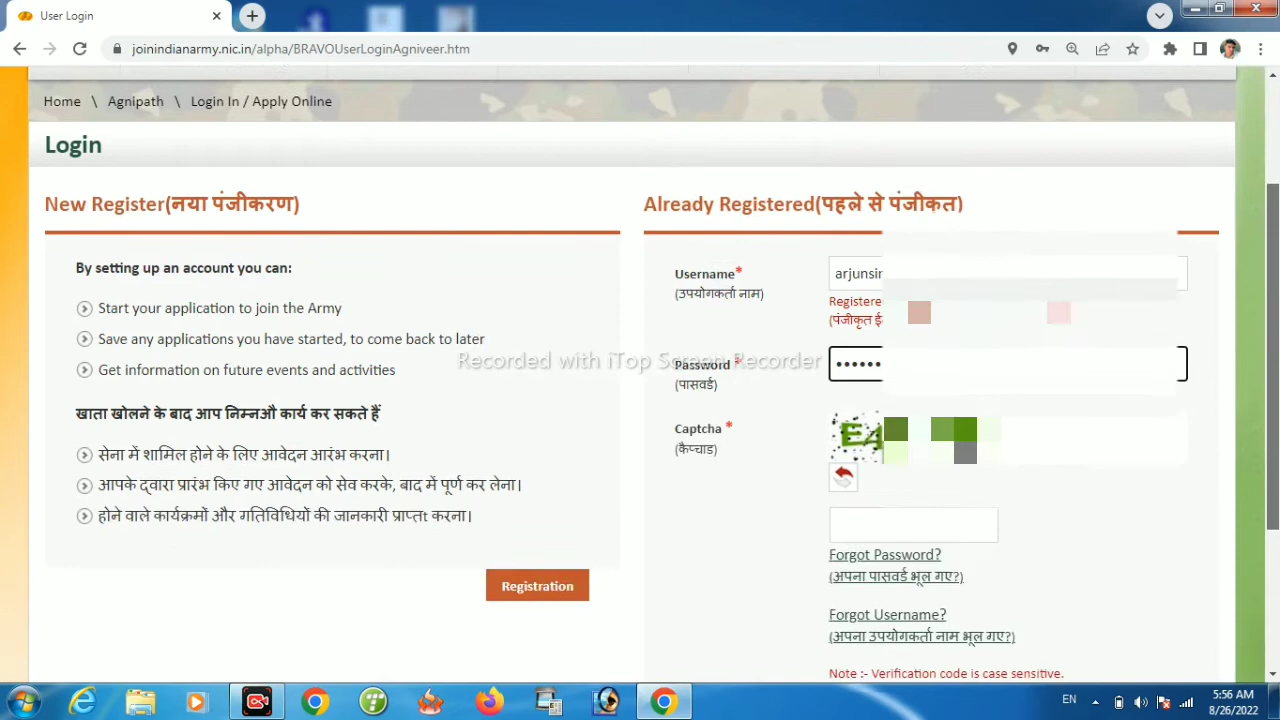 User Login
joinindianarmy.nic.in/alpha/BRAVOUserLoginAgniveer.htm
Home \ Agnipath \ Login In / Apply Online
Login
New Register(नया पंजीकरण)
By setting up an account you can:
Start your application to join the Army
Save any applications you have started, to come back to later
Get information on future events and activities
खाता खोलने के बाद आप निम्नऔ कार्य कर सकते हैं
सेना में शामिल होने के लिए आवेदन आरंभ करना।
आपके द्वारा प्रारंभ किए गए आवेदन को सेव करके, बाद में पूर्ण कर लेना।
होने वाले कार्यक्रमों और गतिविधियों की जानकारी प्राप्तt करना।
Registration
Already Registered(पहले से पंजीकत)
Username*
(उपयोगकर्ता नाम)
arjunsin
Registere
(पंजीकृत ई
Password *
(पासवर्ड)
Captcha *
(कैप्चाड)
E4
Forgot Password?
(अपना पासवर्ड भूल गए?)
Forgot Username?
(अपना उपयोगकर्ता नाम भूल गए?)
Note :- Verification code is case sensitive.
Recorded with iTop Screen Recorder
EN
5:56 AM
8/26/2022